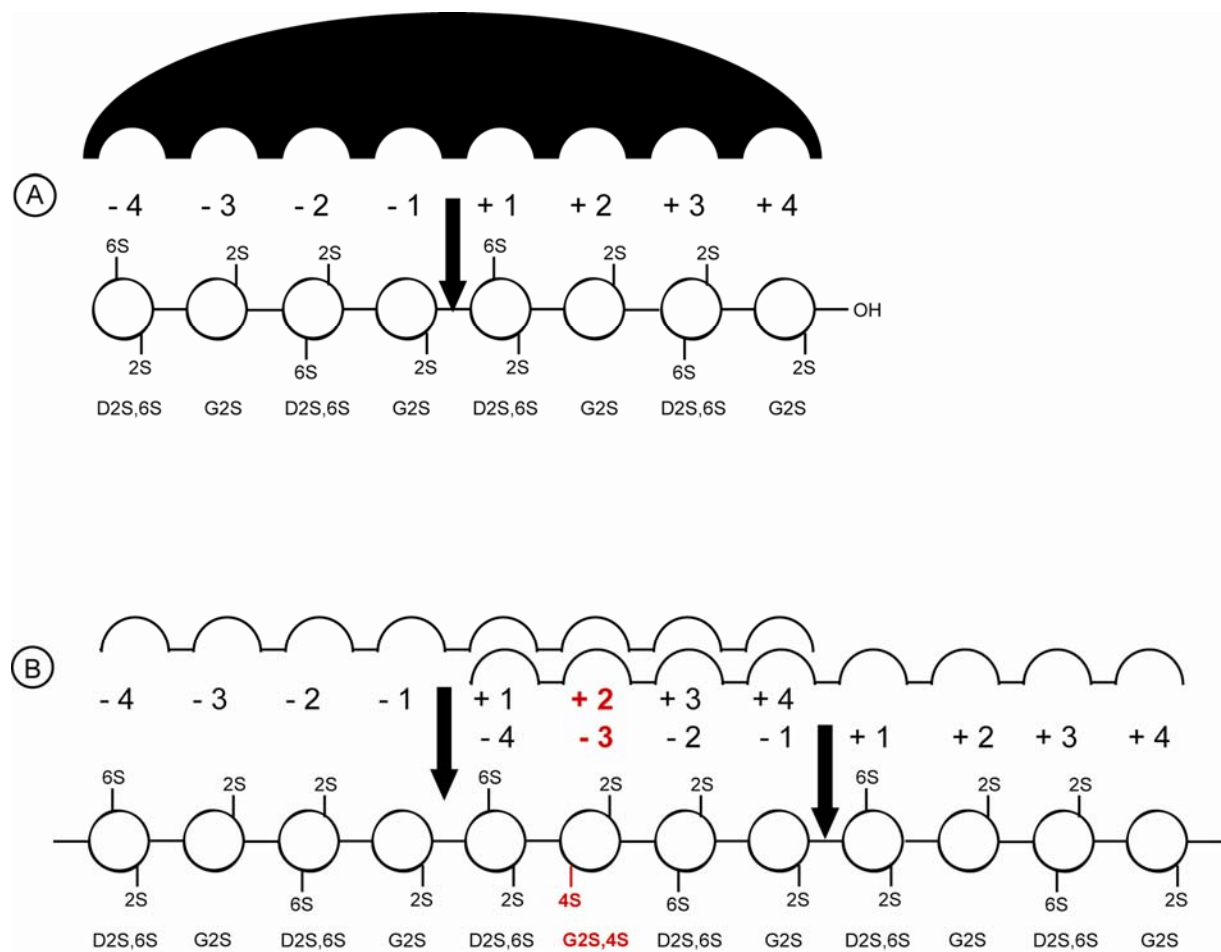 A
- 4 - 3 - 2 - 1 + 1 + 2 + 3 + 4
6S 2S 2S 6S 2S 2S
OH
2S 6S 2S 2S 6S 2S
D2S,6S G2S D2S,6S G2S D2S,6S G2S D2S,6S G2S
B
- 4 - 3 - 2 - 1 + 1 + 2 + 3 + 4
- 4 - 3 - 2 - 1 + 1 + 2 + 3 + 4
6S 2S 2S 6S 2S 2S 6S 2S 2S
2S 6S 2S 2S 4S 6S 2S 2S 6S 2S
D2S,6S G2S D2S,6S G2S D2S,6S G2S,4S D2S,6S G2S D2S,6S G2S D2S,6S G2S